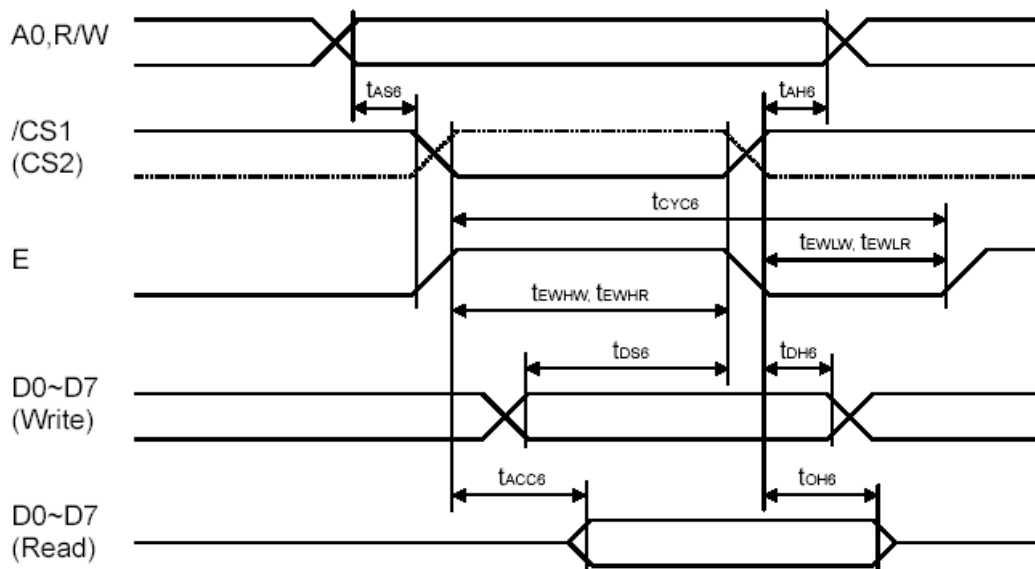 A0,R/W
tAS6
tAH6
/CS1
(CS2)
tCYC6
tEWLW, tEWLR
E
tEWHW, tEWHR
tDS6
tDH6
D0~D7
(Write)
tACC6
tOH6
D0~D7
(Read)